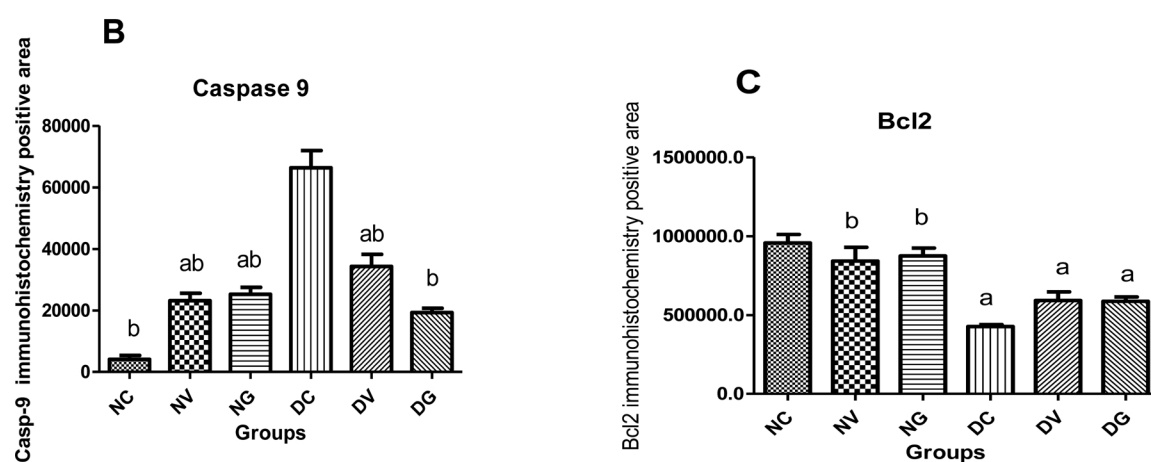 B
Caspase 9
Casp-9 immunohistochemistry positive area
80000
60000
40000
20000
0
b
ab
ab
ab
b
NC
NV
NG
DC
DV
DG
Groups
C
Bcl2
Bcl2 immunohistochemistry positive area
1500000.0
1000000.0
500000.0
0.0
b
b
a
a
a
NC
NV
NG
DC
DV
DG
Groups